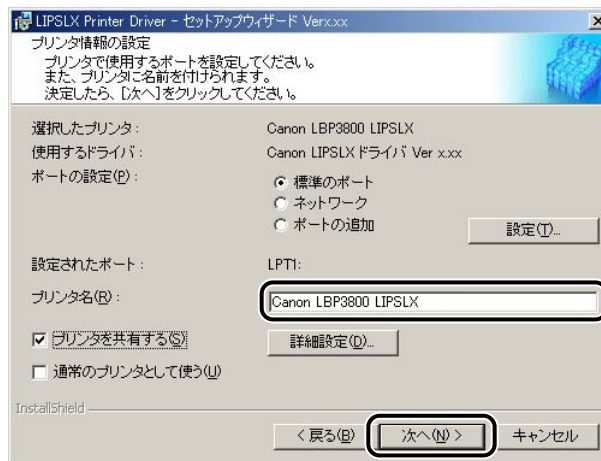 LIPSLX Printer Driver - セットアップウィザード Verx.xx
プリンタ情報の設定
プリンタで使用するポートを設定してください。
また、プリンタに名前を付けられます。
決定したら、[次へ]をクリックしてください。
選択したプリンタ: Canon LBP3800 LIPSLX
使用するドライバ: Canon LIPSLX ドライバ Ver x.xx
ポートの設定(P): 標準のポート
ネットワーク
ポートの追加
設定(T)...
設定されたポート: LPT1:
プリンタ名(R): Canon LBP3800 LIPSLX
プリンタを共有する(S) 詳細設定(D)...
通常のプリンタとして使う(U)
InstallShield
< 戻る(B) 次へ(N) > キャンセル